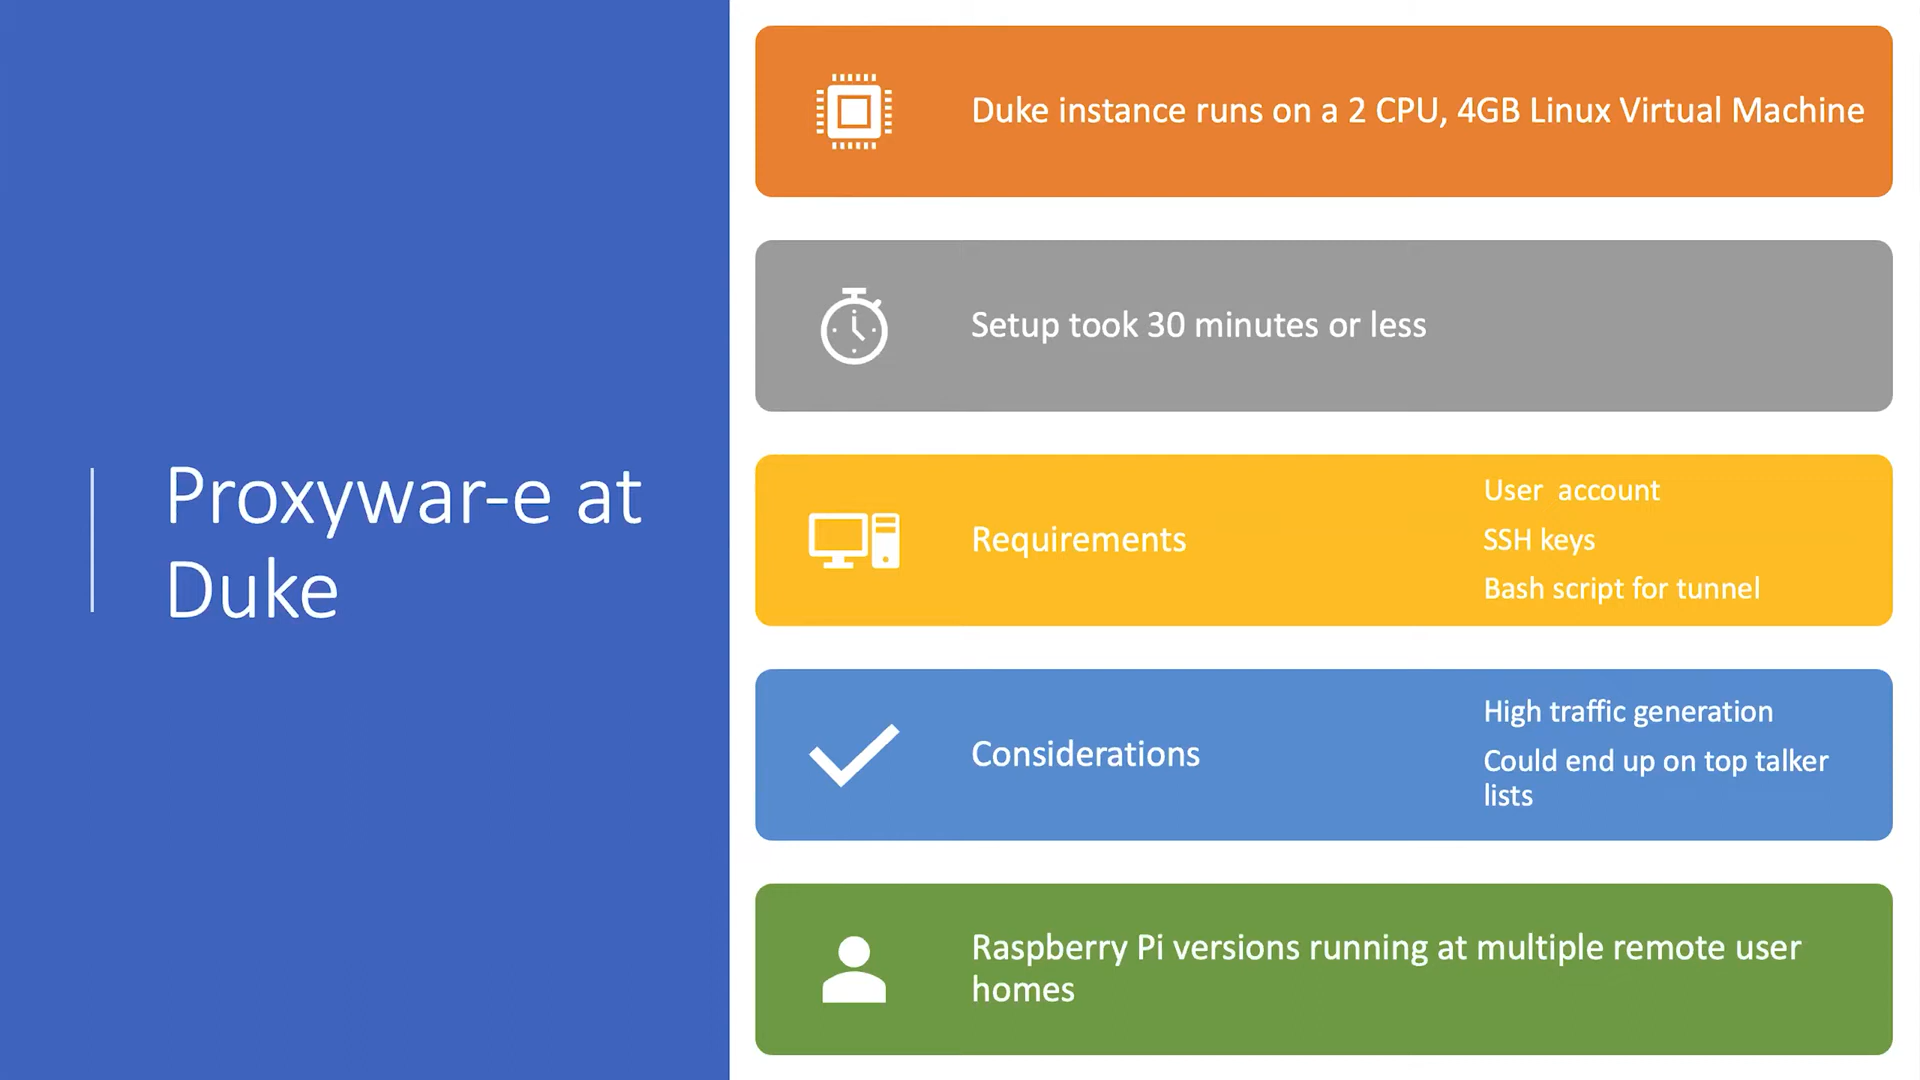 Proxywar-e at
Duke
Duke instance runs on a 2 CPU, 4GB Linux Virtual Machine
Setup took 30 minutes or less
Requirements
User account
SSH keys
Bash script for tunnel
Considerations
High traffic generation
Could end up on top talker
lists
Raspberry Pi versions running at multiple remote user
homes